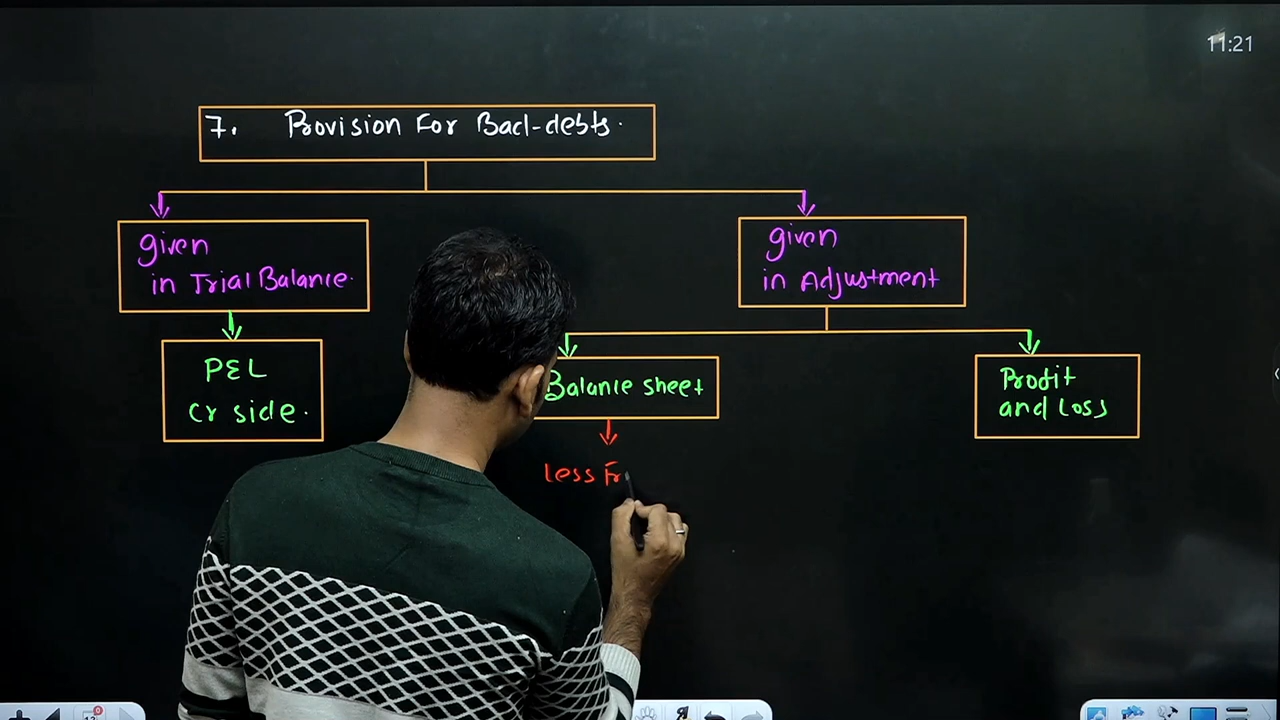 11:21
7. Provision For Bad-debts.
given
in Trial Balance.
given
in Adjustment
P&L
Cr side.
Balance sheet
Profit
and Loss
less Fr